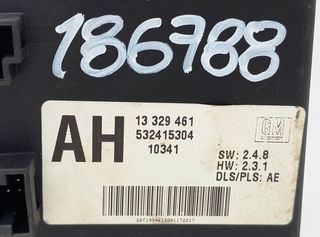 186788
AH
13 329 461
532415304
10341
GM
SW: 2.4.8
HW: 2.3.1
DLS/PLS: AE